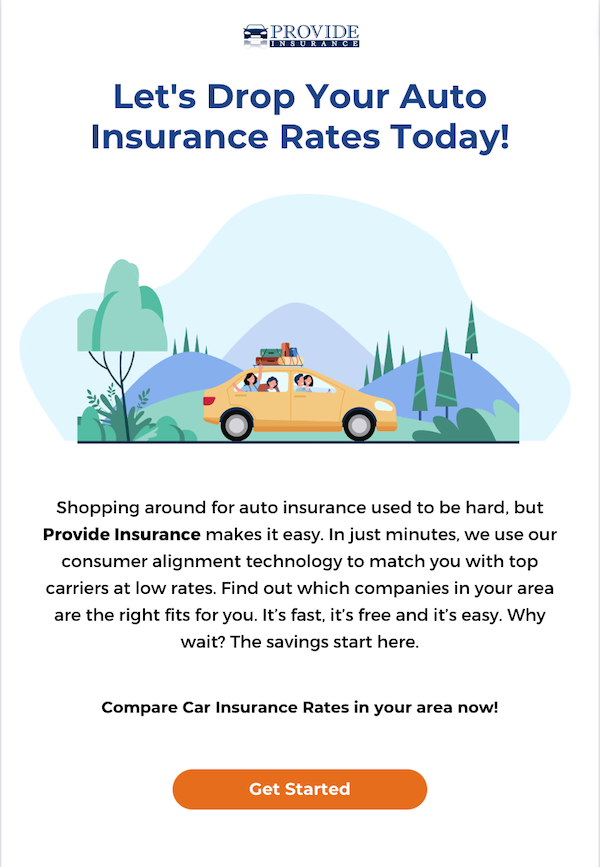 PROVIDE
INSURANCE
Let's Drop Your Auto
Insurance Rates Today!
Shopping around for auto insurance used to be hard, but
Provide Insurance makes it easy. In just minutes, we use our
consumer alignment technology to match you with top
carriers at low rates. Find out which companies in your area
are the right fits for you. It’s fast, it’s free and it’s easy. Why
wait? The savings start here.
Compare Car Insurance Rates in your area now!
Get Started